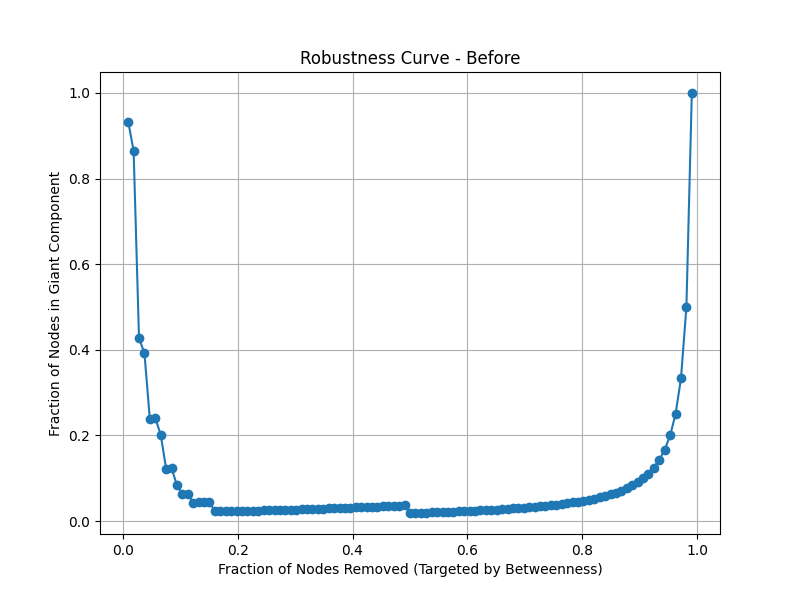 Robustness Curve - Before
Fraction of Nodes in Giant Component
1.0
0.8
0.6
0.4
0.2
0.0
0.0 0.2 0.4 0.6 0.8 1.0
Fraction of Nodes Removed (Targeted by Betweenness)